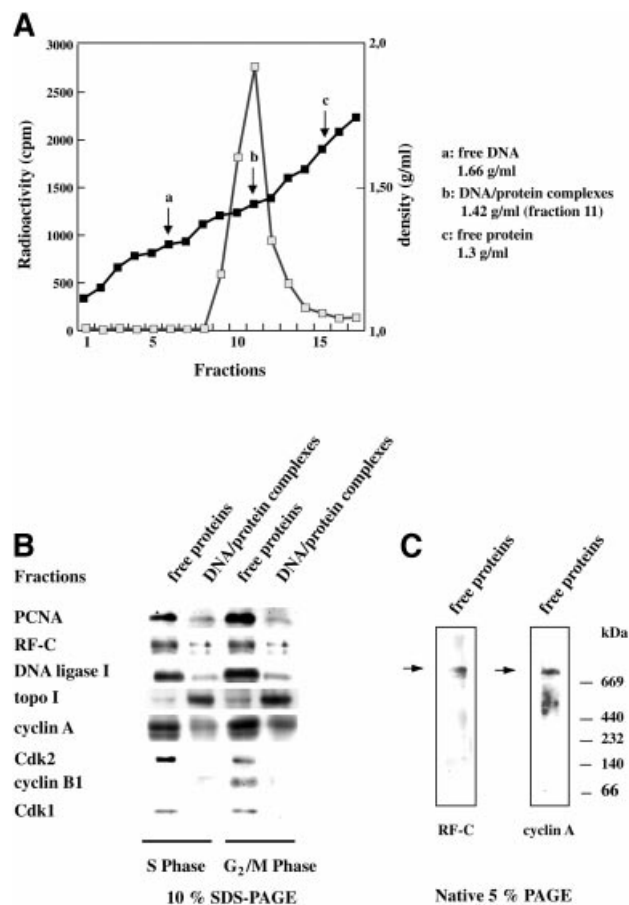 A
Radioactivity (cpm)
3000
2500
2000
1500
1000
500
0
1
5
10
15
Fractions
a
b
c
2,0
1,50
1,0
density (g/ml)
a: free DNA
1.66 g/ml
b: DNA/protein complexes
1.42 g/ml (fraction 11)
c: free protein
1.3 g/ml
B
Fractions
free proteins
DNA/protein complexes
free proteins
DNA/protein complexes
PCNA
RF-C
DNA ligase I
topo I
cyclin A
Cdk2
cyclin B1
Cdk1
S Phase
G2/M Phase
10 % SDS-PAGE
C
free proteins
free proteins
kDa
669
440
232
140
66
RF-C
cyclin A
Native 5 % PAGE